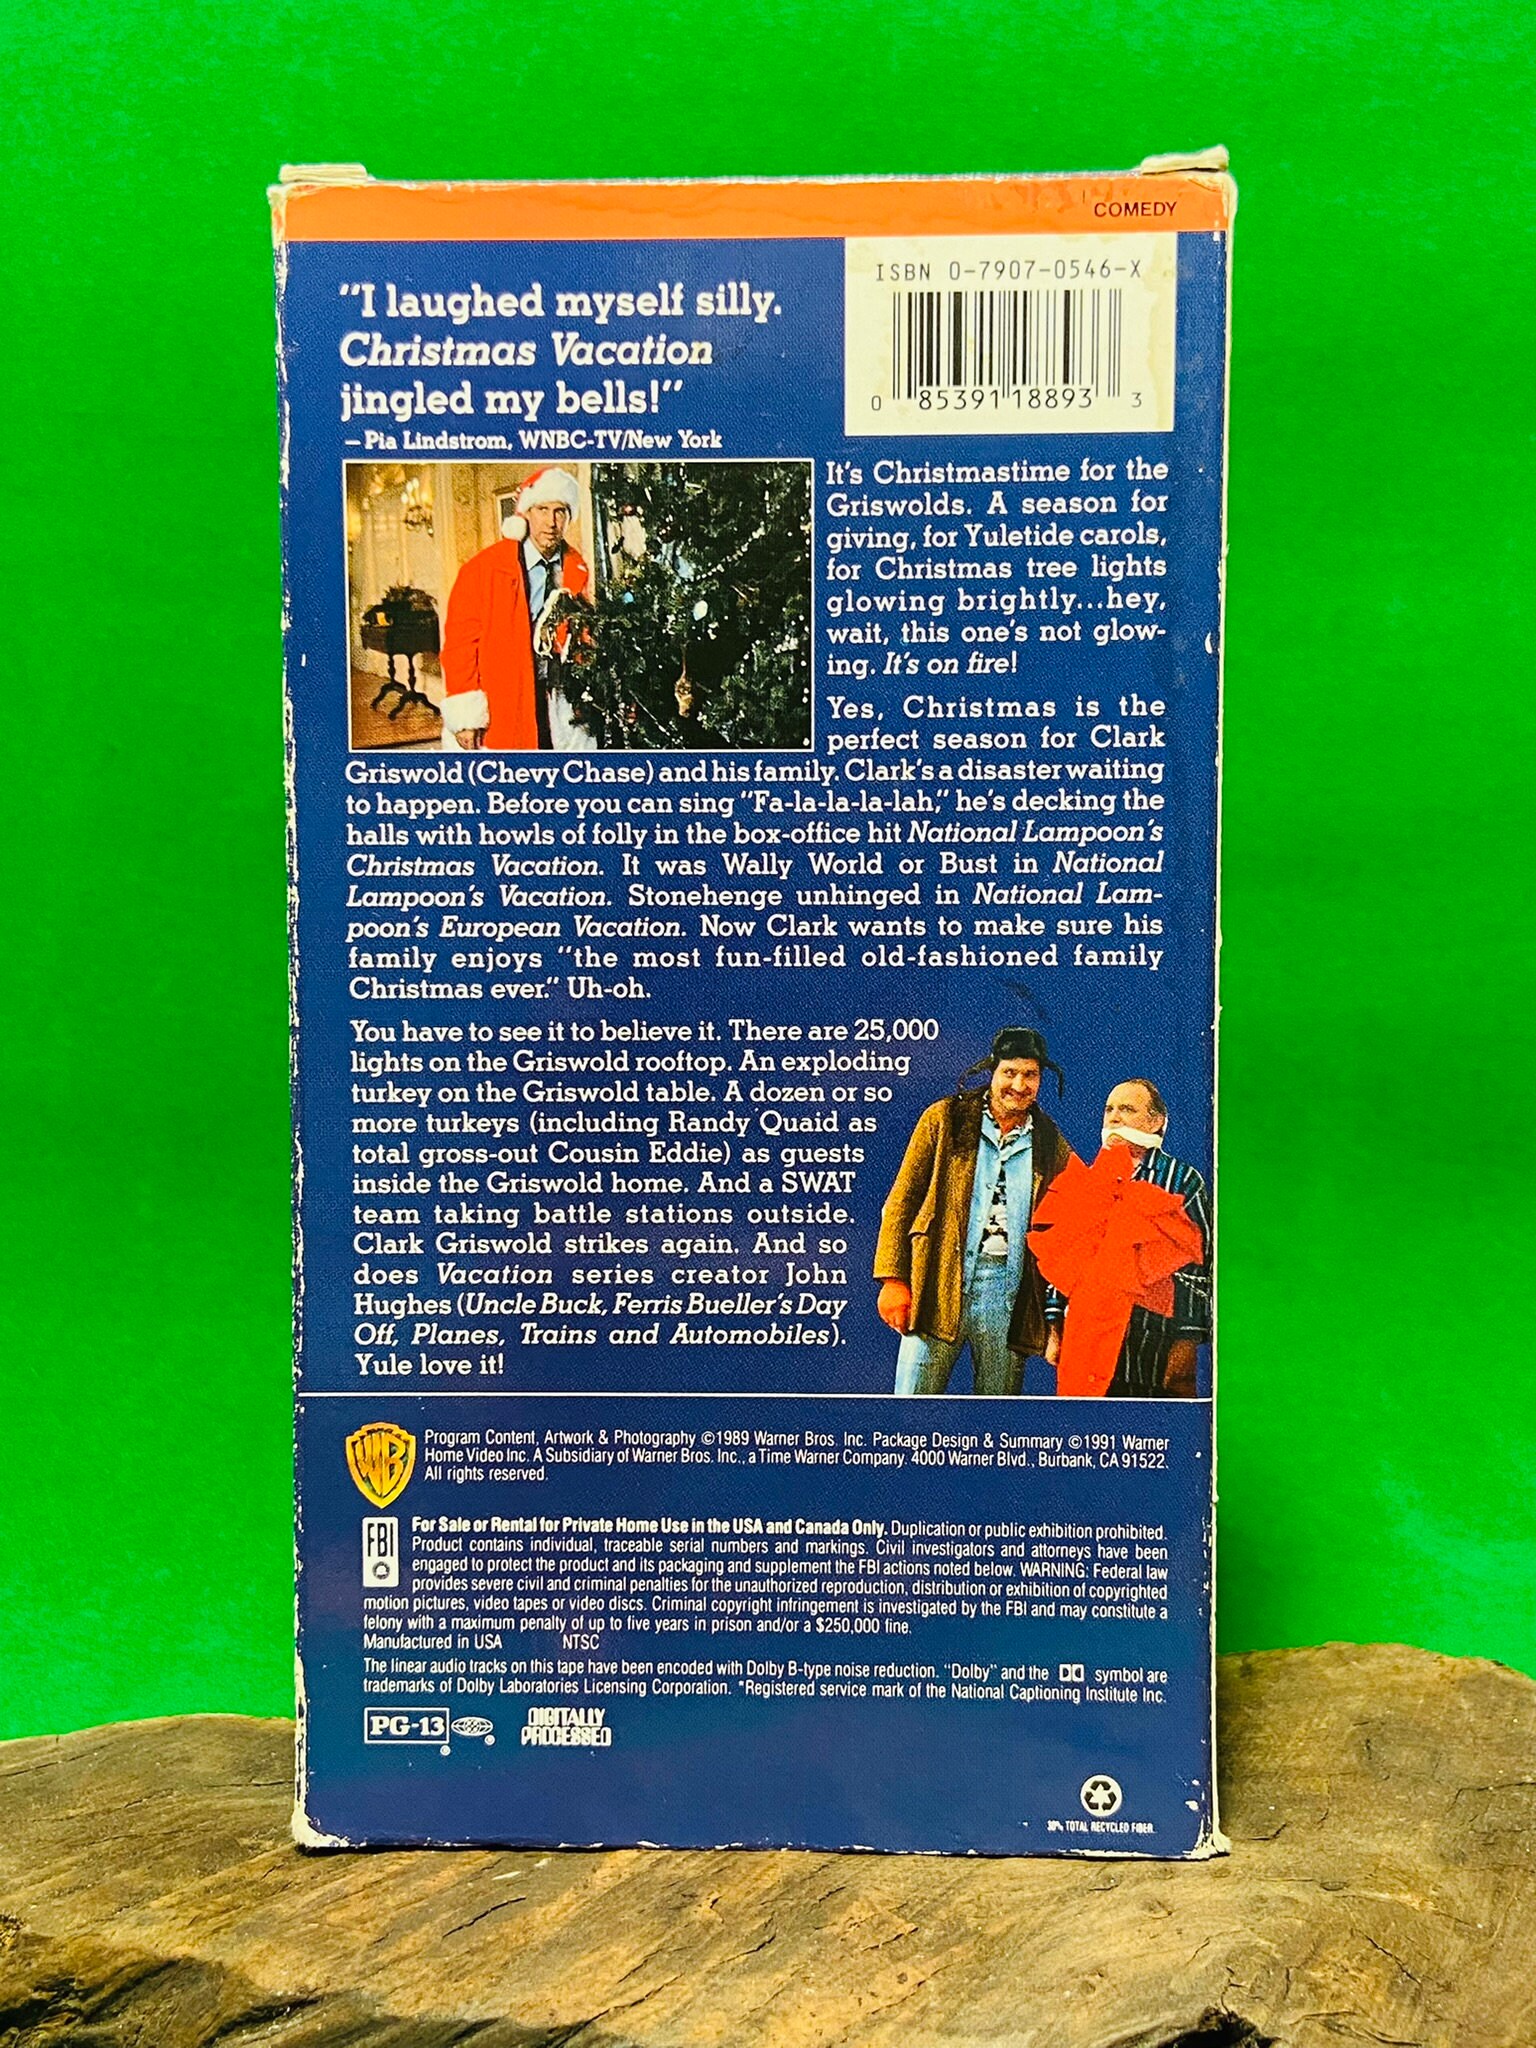 COMEDY
ISBN 0-7907-0546-X
0 85391 18893 3
“I laughed myself silly.
Christmas Vacation
jingled my bells!”
– Pia Lindstrom, WNBC-TV/New York
It's Christmastime for the
Griswolds. A season for
giving, for Yuletide carols,
for Christmas tree lights
glowing brightly...hey,
wait, this one's not glow-
ing. It's on fire!
Yes, Christmas is the
perfect season for Clark
Griswold (Chevy Chase) and his family. Clark's a disaster waiting
to happen. Before you can sing “Fa-la-la-la-lah,” he's decking the
halls with howls of folly in the box-office hit National Lampoon's
Christmas Vacation. It was Wally World or Bust in National
Lampoon's Vacation. Stonehenge unhinged in National Lam-
poon's European Vacation. Now Clark wants to make sure his
family enjoys “the most fun-filled old-fashioned family
Christmas ever.” Uh-oh.
You have to see it to believe it. There are 25,000
lights on the Griswold rooftop. An exploding
turkey on the Griswold table. A dozen or so
more turkeys (including Randy Quaid as
total gross-out Cousin Eddie) as guests
inside the Griswold home. And a SWAT
team taking battle stations outside.
Clark Griswold strikes again. And so
does Vacation series creator John
Hughes (Uncle Buck, Ferris Bueller's Day
Off, Planes, Trains and Automobiles).
Yule love it!
WB
Program Content, Artwork & Photography ©1989 Warner Bros. Inc. Package Design & Summary ©1991 Warner
Home Video Inc. A Subsidiary of Warner Bros. Inc., a Time Warner Company. 4000 Warner Blvd., Burbank, CA 91522.
All rights reserved.
FBI
For Sale or Rental for Private Home Use in the USA and Canada Only. Duplication or public exhibition prohibited.
Product contains individual, traceable serial numbers and markings. Civil investigators and attorneys have been
engaged to protect the product and its packaging and supplement the FBI actions noted below. WARNING: Federal law
provides severe civil and criminal penalties for the unauthorized reproduction, distribution or exhibition of copyrighted
motion pictures, video tapes or video discs. Criminal copyright infringement is investigated by the FBI and may constitute a
felony with a maximum penalty of up to five years in prison and/or a $250,000 fine.
Manufactured in USA NTSC
The linear audio tracks on this tape have been encoded with Dolby B-type noise reduction. “Dolby” and the symbol are
trademarks of Dolby Laboratories Licensing Corporation. *Registered service mark of the National Captioning Institute Inc.
PG-13 ® ®
DIGITALLY
PROCESSED
30% TOTAL RECYCLED FIBER